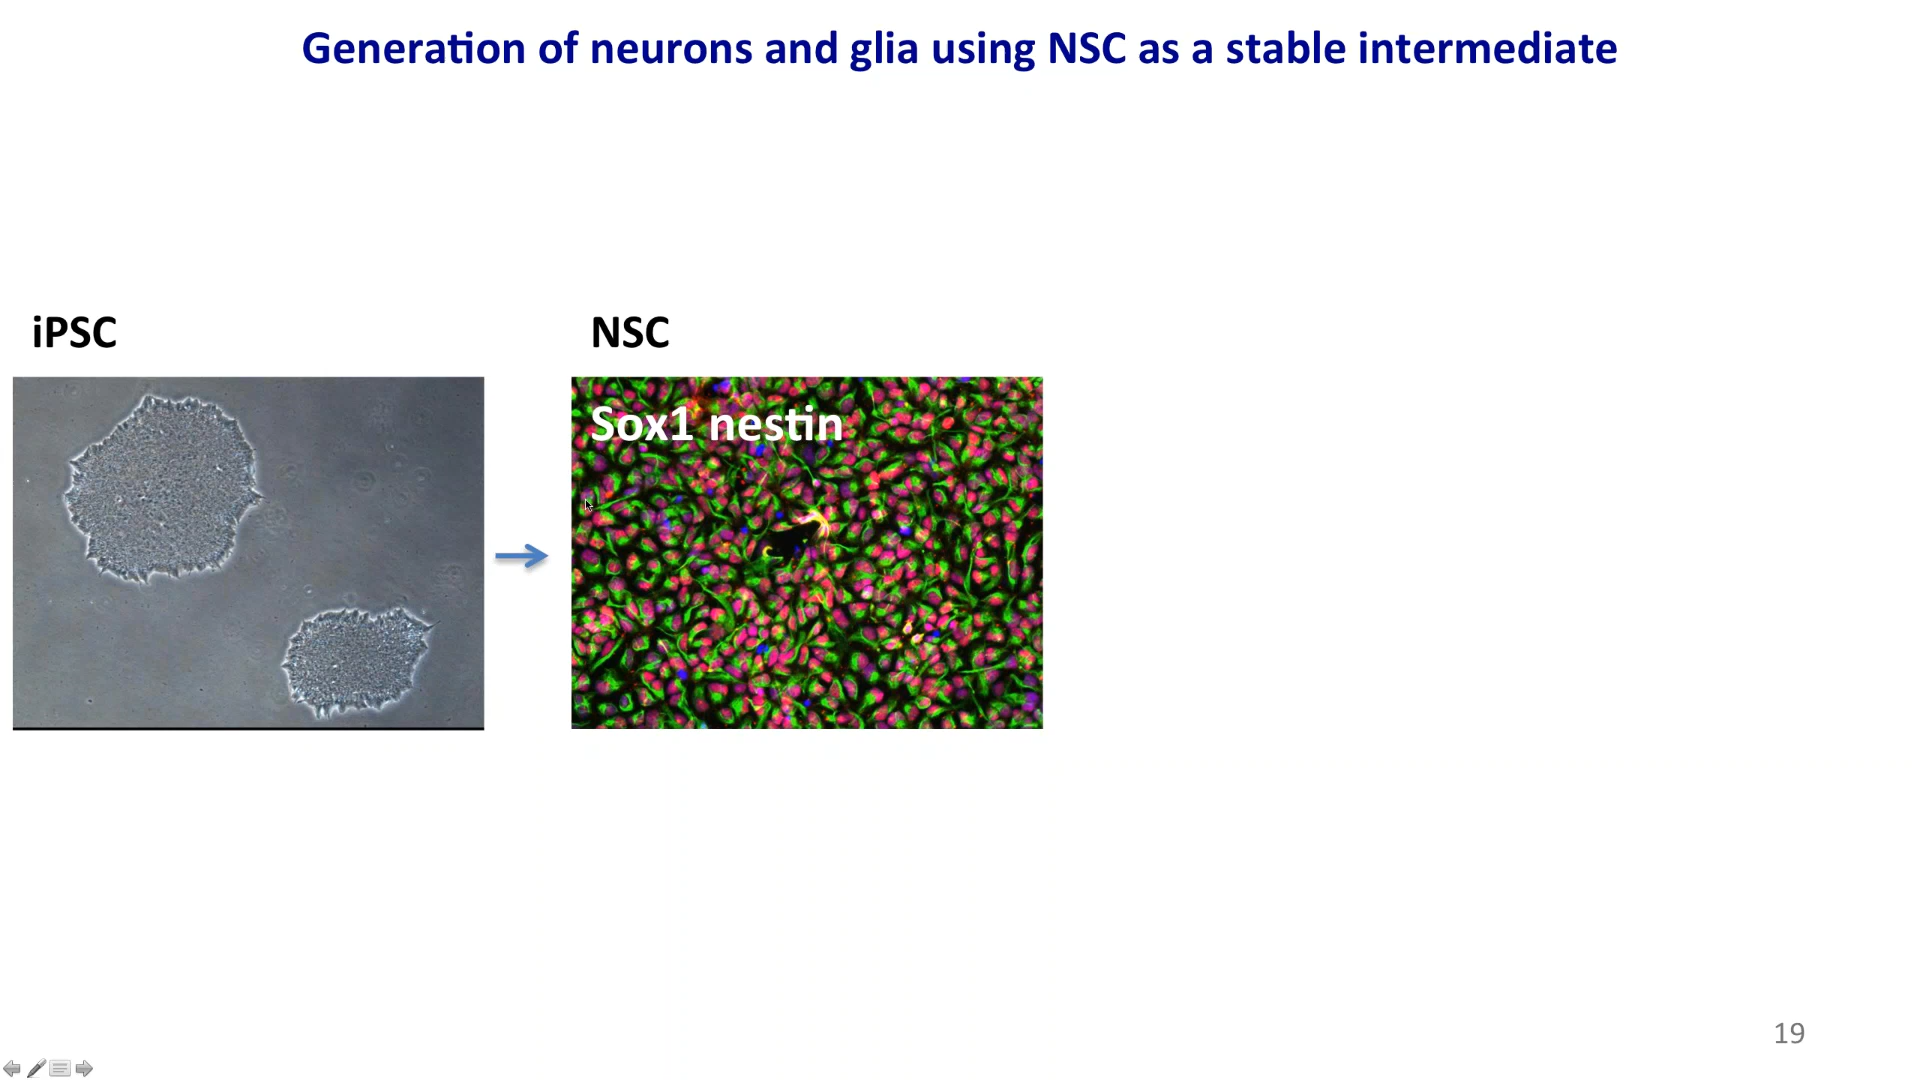 Generation of neurons and glia using NSC as a stable intermediate
iPSC
NSC
Sox1 nestin
19